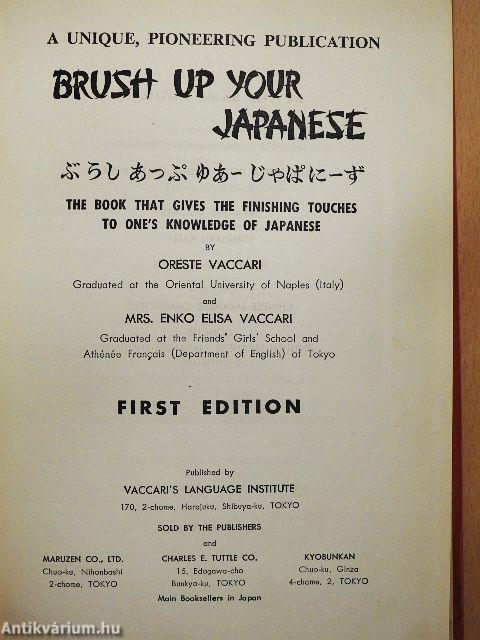 A UNIQUE, PIONEERING PUBLICATION
BRUSH UP YOUR
JAPANESE
ぶらし あっぷ ゆあー じゃぱにーず
THE BOOK THAT GIVES THE FINISHING TOUCHES
TO ONE'S KNOWLEDGE OF JAPANESE
BY
ORESTE VACCARI
Graduated at the Oriental University of Naples (Italy)
and
MRS. ENKO ELISA VACCARI
Graduated at the Friends' Girls' School and
Athénée Français (Department of English) of Tokyo
FIRST EDITION
Published by
VACCARI'S LANGUAGE INSTITUTE
170, 2-chome, Harajuku, Shibuya-ku, TOKYO
SOLD BY THE PUBLISHERS
and
MARUZEN CO., LTD.
Chuo-ku, Nihonbashi
2-chome, TOKYO
CHARLES E. TUTTLE CO.
15, Edogawa-cho
Bunkyo-ku, TOKYO
KYOBUNKAN
Chuo-ku, Ginza
4-chome, 2, TOKYO
Main Booksellers in Japan
Antikvárium.hu